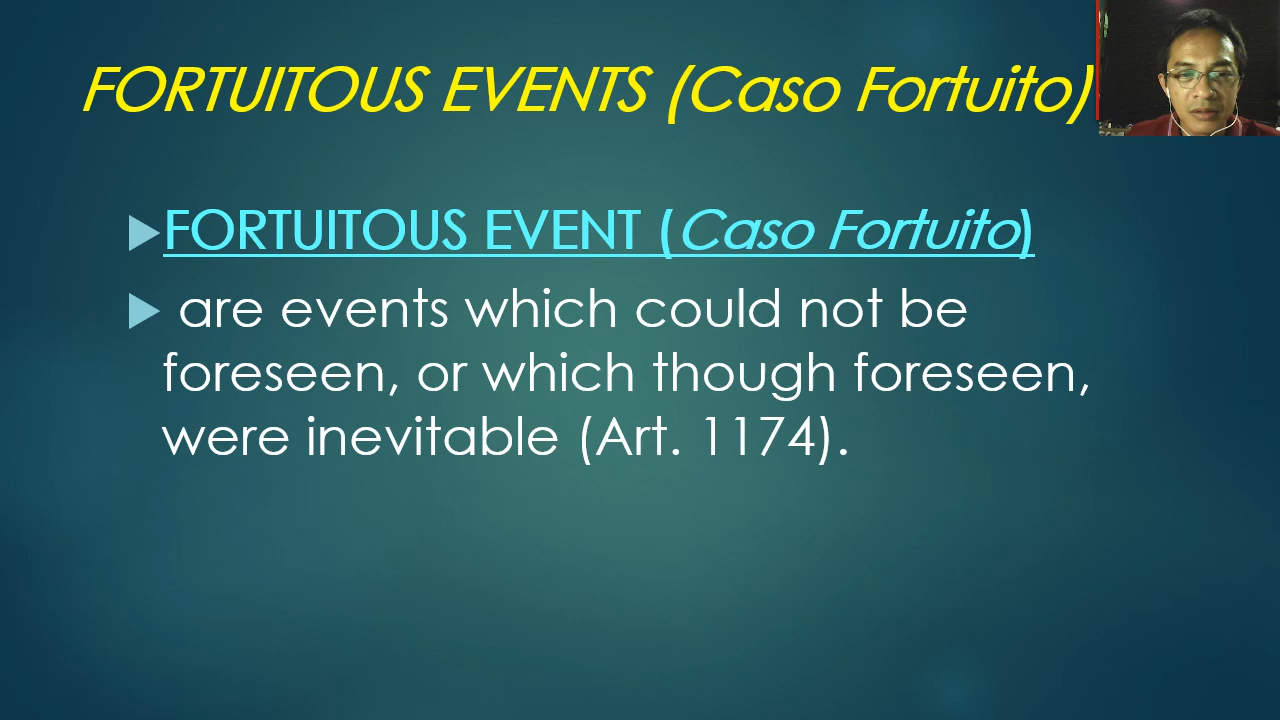 FORTUITOUS EVENTS (Caso Fortuito)
FORTUITOUS EVENT (Caso Fortuito)
are events which could not be
foreseen, or which though foreseen,
were inevitable (Art. 1174).